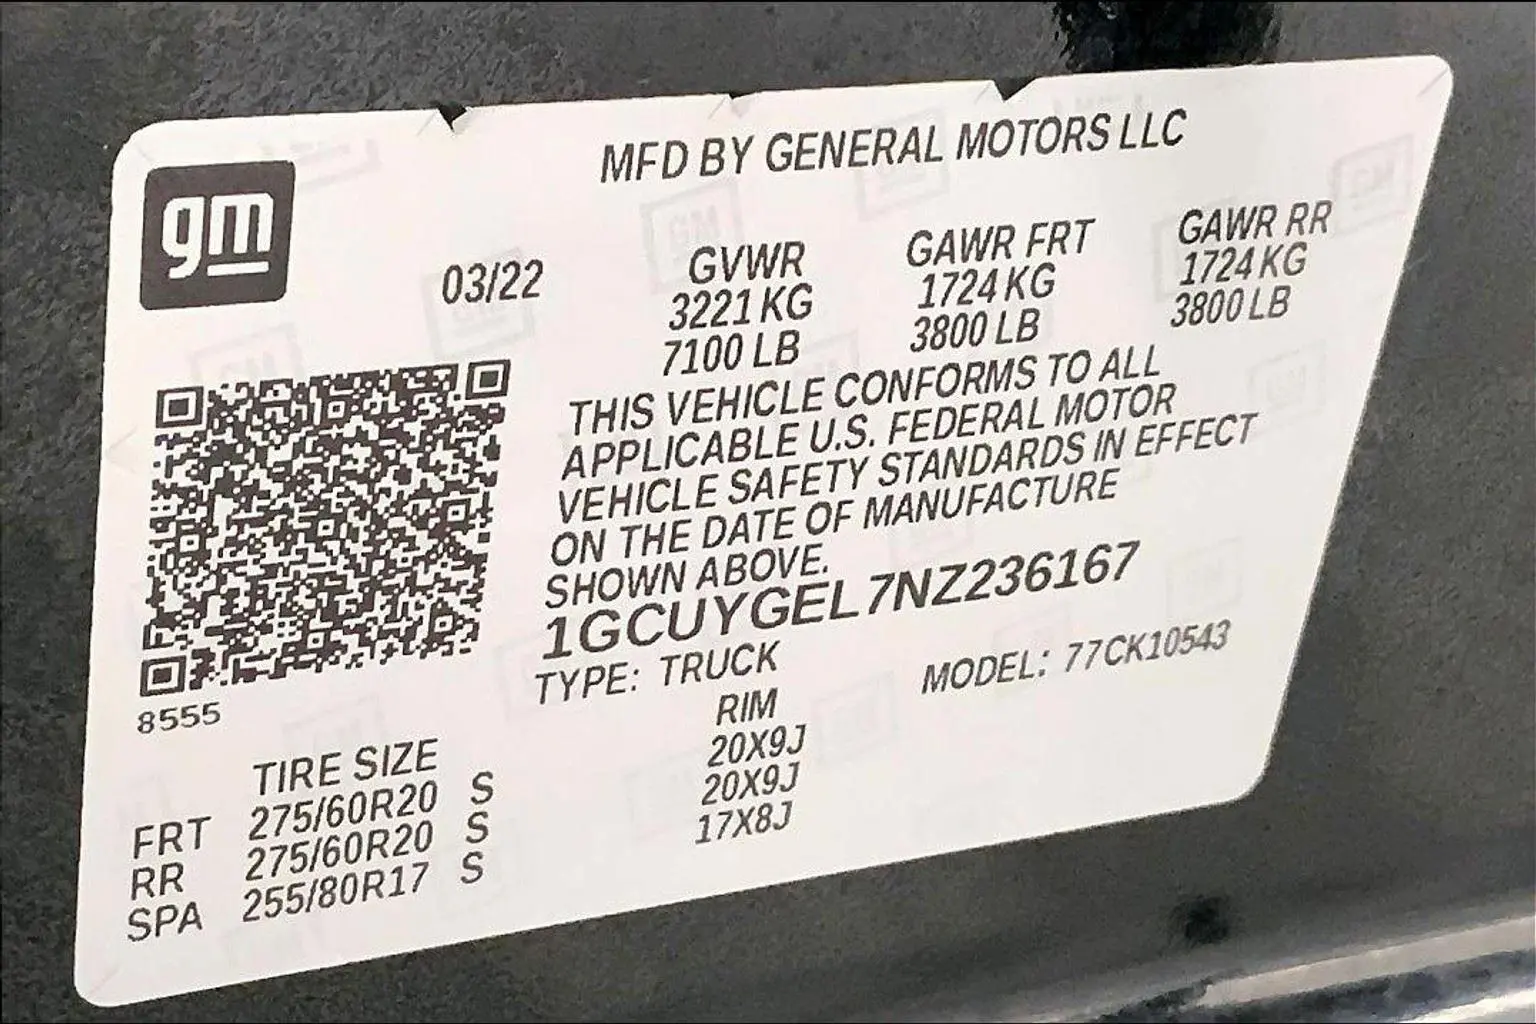 gm
MFD BY GENERAL MOTORS LLC
03/22
GVWR GAWR FRT GAWR RR
3221 KG 1724 KG 1724 KG
7100 LB 3800 LB 3800 LB
THIS VEHICLE CONFORMS TO ALL
APPLICABLE U.S. FEDERAL MOTOR
VEHICLE SAFETY STANDARDS IN EFFECT
ON THE DATE OF MANUFACTURE
SHOWN ABOVE.
1GCUYGEL7NZ236167
TYPE: TRUCK MODEL: 77CK10543
8555
TIRE SIZE RIM
FRT 275/60R20 S 20X9J
RR 275/60R20 S 20X9J
SPA 255/80R17 S 17X8J